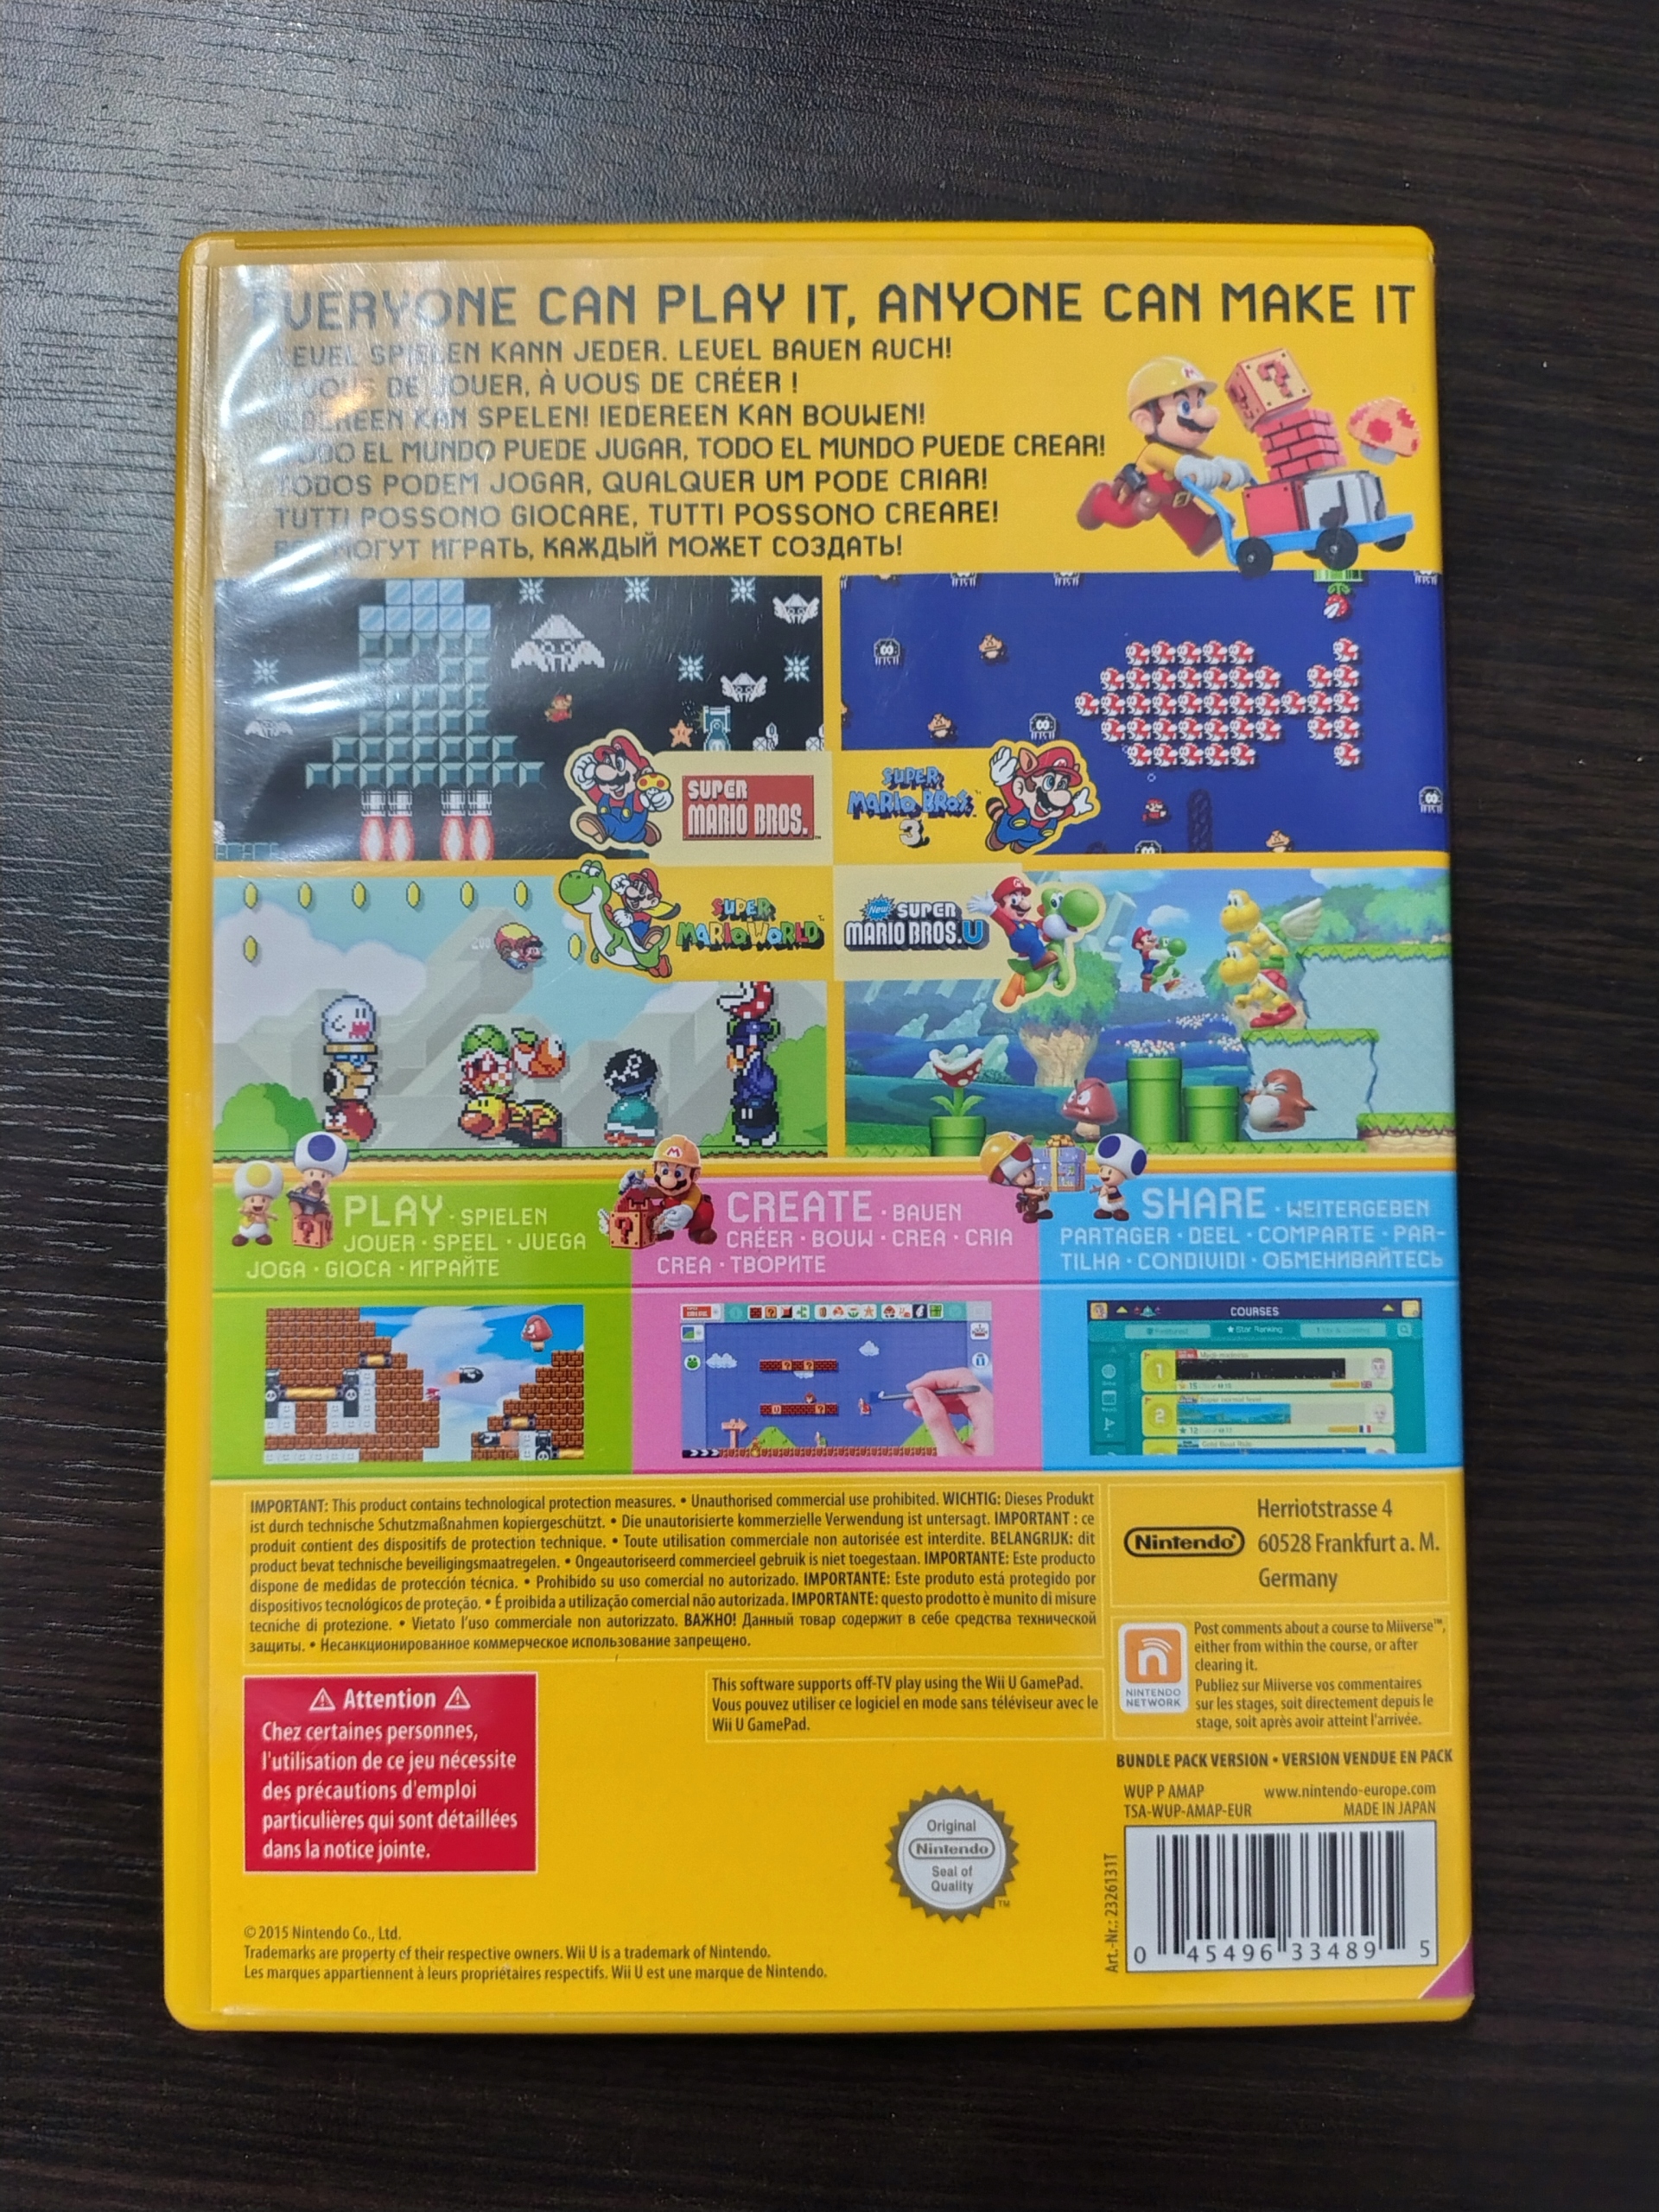 EVERYONE CAN PLAY IT, ANYONE CAN MAKE IT
LEVEL SPIELEN KANN JEDER. LEVEL BAUEN AUCH!
À VOUS DE JOUER, À VOUS DE CRÉER !
IEDEREEN KAN SPELEN! IEDEREEN KAN BOUWEN!
TODO EL MUNDO PUEDE JUGAR, TODO EL MUNDO PUEDE CREAR!
TODOS PODEM JOGAR, QUALQUER UM PODE CRIAR!
TUTTI POSSONO GIOCARE, TUTTI POSSONO CREARE!
ВСЕ МОГУТ ИГРАТЬ, КАЖДЫЙ МОЖЕТ СОЗДАТЬ!
SUPER
MARIO BROS.™
SUPER
MARIO BROS.™
3
SUPER
MARIO WORLD™
New SUPER
MARIO BROS. U
PLAY · SPIELEN
JOUER · SPEEL · JUEGA
JOGA · GIOCA · ИГРАЙТЕ
CREATE · BAUEN
CRÉER · BOUW · CREA · CRIA
CREA · ТВОРИТЕ
SHARE · WEITERGEBEN
PARTAGER · DEEL · COMPARTE · PAR-
TILHA · CONDIVIDI · ОБМЕНИВАЙТЕСЬ
COURSES
Featured
★ Star Ranking
1
2
Super normal level
IMPORTANT: This product contains technological protection measures. • Unauthorised commercial use prohibited. WICHTIG: Dieses Produkt
ist durch technische Schutzmaßnahmen kopiergeschützt. • Die unautorisierte kommerzielle Verwendung ist untersagt. IMPORTANT : ce
produit contient des dispositifs de protection technique. • Toute utilisation commerciale non autorisée est interdite. BELANGRIJK: dit
product bevat technische beveiligingsmaatregelen. • Ongeautoriseerd commercieel gebruik is niet toegestaan. IMPORTANTE: Este producto
dispone de medidas de protección técnica. • Prohibido su uso comercial no autorizado. IMPORTANTE: Este produto está protegido por
dispositivos tecnológicos de proteção. • É proibida a utilização comercial não autorizada. IMPORTANTE: questo prodotto è munito di misure
tecniche di protezione. • Vietato l'uso commerciale non autorizzato. ВАЖНО! Данный товар содержит в себе средства технической
защиты. • Несанкционированное коммерческое использование запрещено.
Nintendo®
Herriotstrasse 4
60528 Frankfurt a. M.
Germany
NINTENDO
NETWORK
Post comments about a course to Miiverse™,
either from within the course, or after
clearing it.
Publiez sur Miiverse vos commentaires
sur les stages, soit directement depuis le
stage, soit après avoir atteint l'arrivée.
This software supports off-TV play using the Wii U GamePad.
Vous pouvez utiliser ce logiciel en mode sans téléviseur avec le
Wii U GamePad.
⚠ Attention ⚠
Chez certaines personnes,
l'utilisation de ce jeu nécessite
des précautions d'emploi
particulières qui sont détaillées
dans la notice jointe.
BUNDLE PACK VERSION • VERSION VENDUE EN PACK
WUP P AMAP www.nintendo-europe.com
TSA-WUP-AMAP-EUR MADE IN JAPAN
Original
Nintendo
Seal of
Quality
™
Art.-Nr.: 2326131T
0 45496 33489 5
© 2015 Nintendo Co., Ltd.
Trademarks are property of their respective owners. Wii U is a trademark of Nintendo.
Les marques appartiennent à leurs propriétaires respectifs. Wii U est une marque de Nintendo.